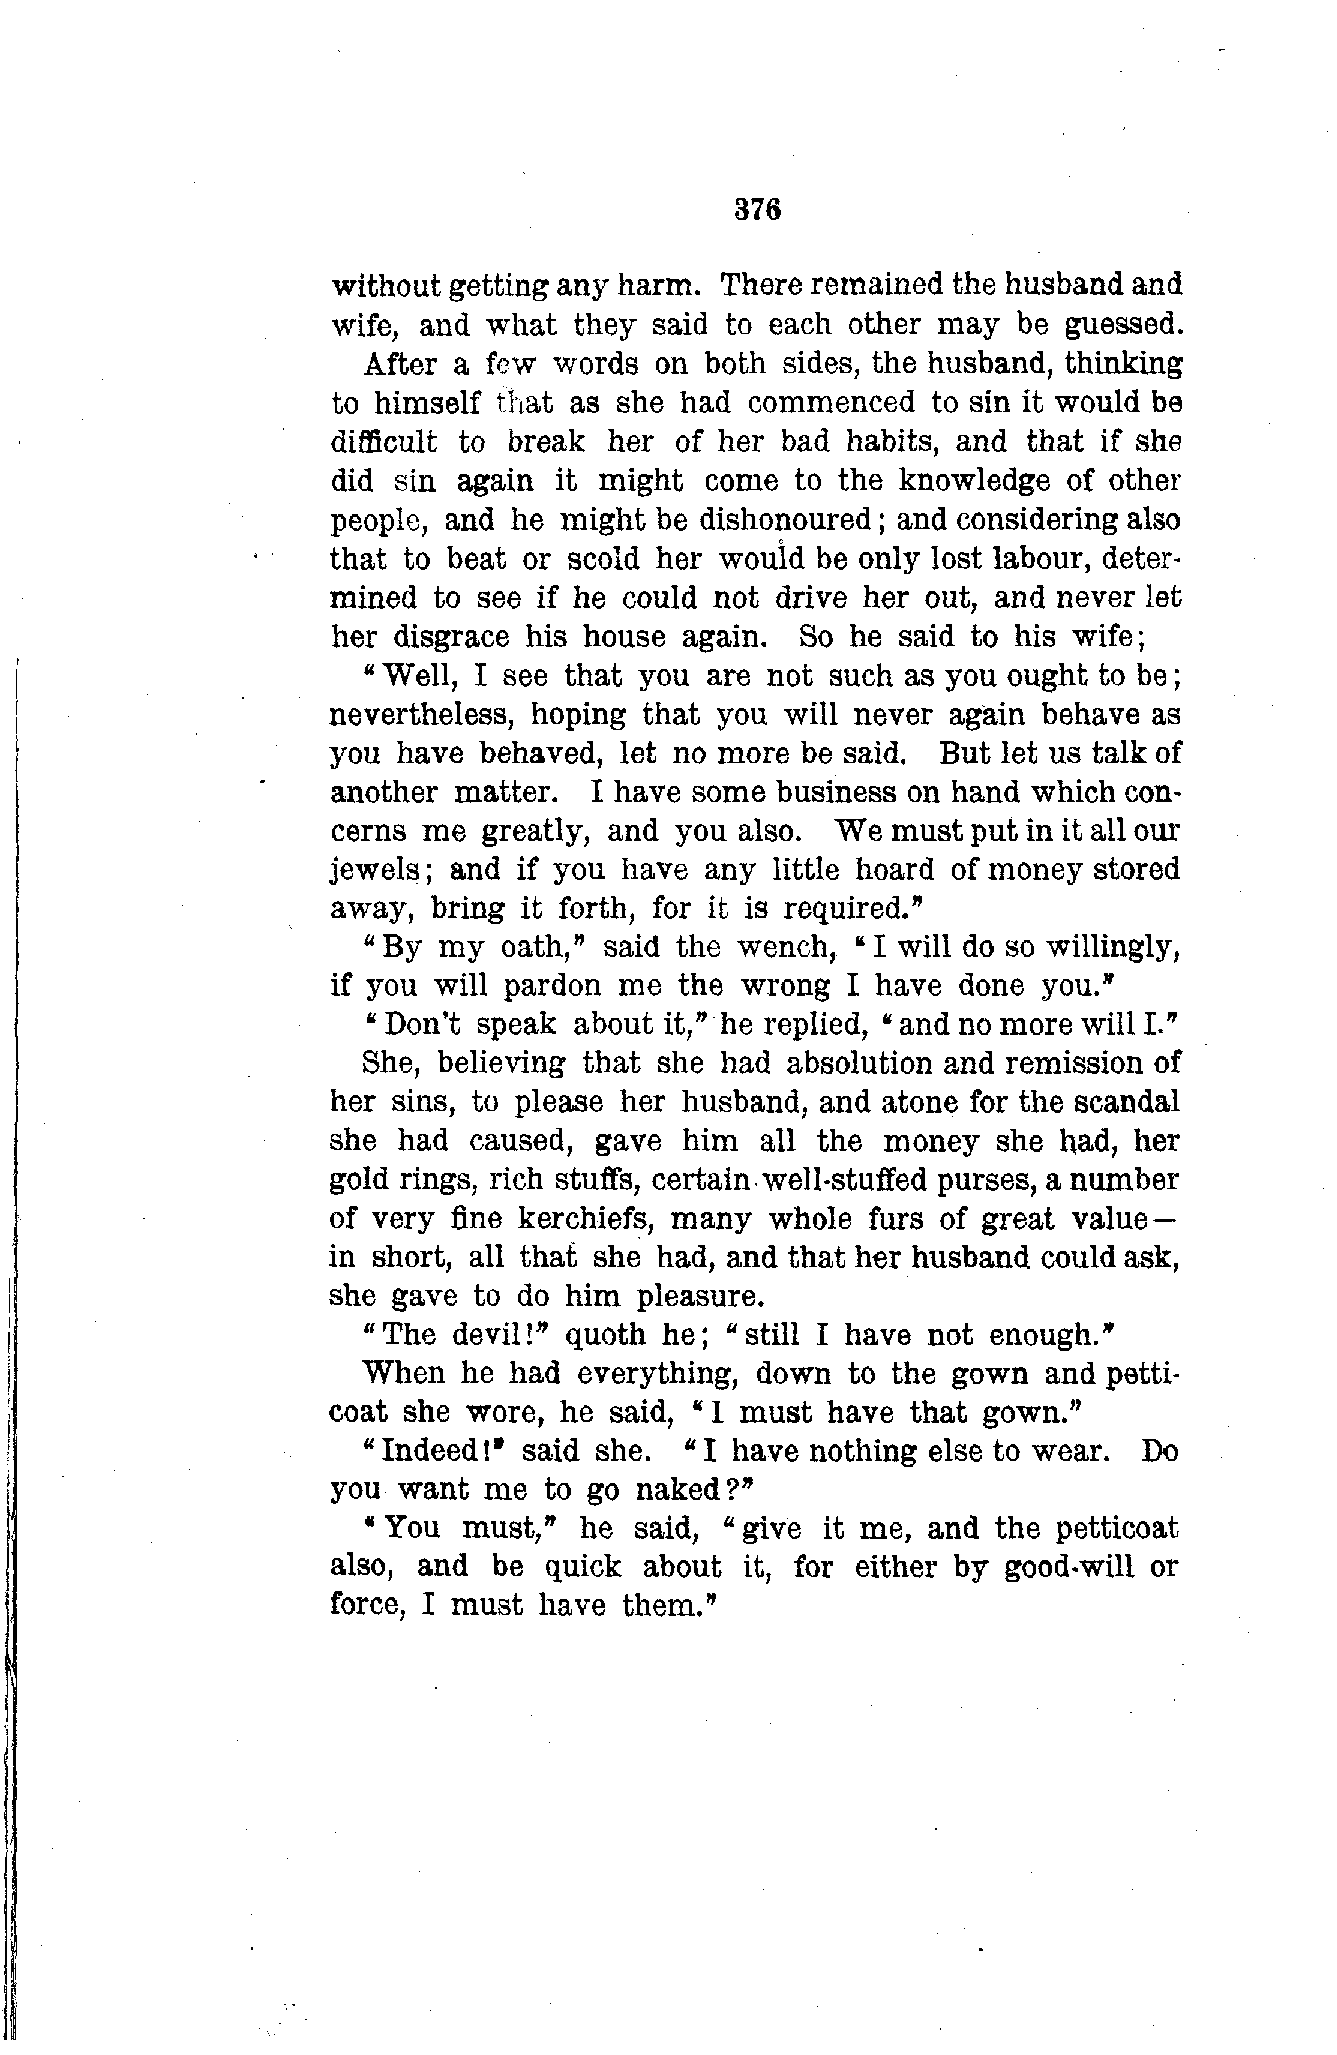 376
without getting any harm. There remained the husband and
wife, and what they said to each other may be guessed.
After a few words on both sides, the husband, thinking
to himself that as she had commenced to sin it would be
difficult to break her of her bad habits, and that if she
did sin again it might come to the knowledge of other
people, and he might be dishonoured; and considering also
that to beat or scold her would be only lost labour, deter-
mined to see if he could not drive her out, and never let
her disgrace his house again. So he said to his wife;
"Well, I see that you are not such as you ought to be;
nevertheless, hoping that you will never again behave as
you have behaved, let no more be said. But let us talk of
another matter. I have some business on hand which con-
cerns me greatly, and you also. We must put in it all our
jewels; and if you have any little hoard of money stored
away, bring it forth, for it is required."
"By my oath," said the wench, "I will do so willingly,
if you will pardon me the wrong I have done you."
"Don't speak about it," he replied, "and no more will I."
She, believing that she had absolution and remission of
her sins, to please her husband, and atone for the scandal
she had caused, gave him all the money she had, her
gold rings, rich stuffs, certain well-stuffed purses, a number
of very fine kerchiefs, many whole furs of great value—
in short, all that she had, and that her husband could ask,
she gave to do him pleasure.
"The devil!" quoth he; "still I have not enough."
When he had everything, down to the gown and petti-
coat she wore, he said, "I must have that gown."
"Indeed!" said she. "I have nothing else to wear. Do
you want me to go naked?"
"You must," he said, "give it me, and the petticoat
also, and be quick about it, for either by good-will or
force, I must have them."